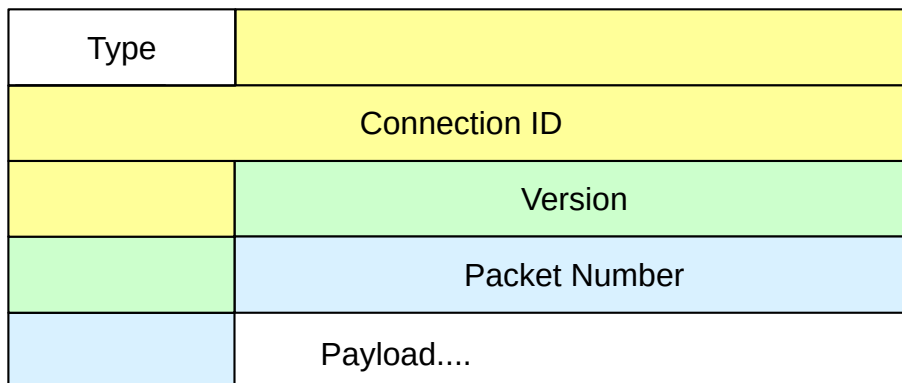 Type
Connection ID
Version
Packet Number
Payload....